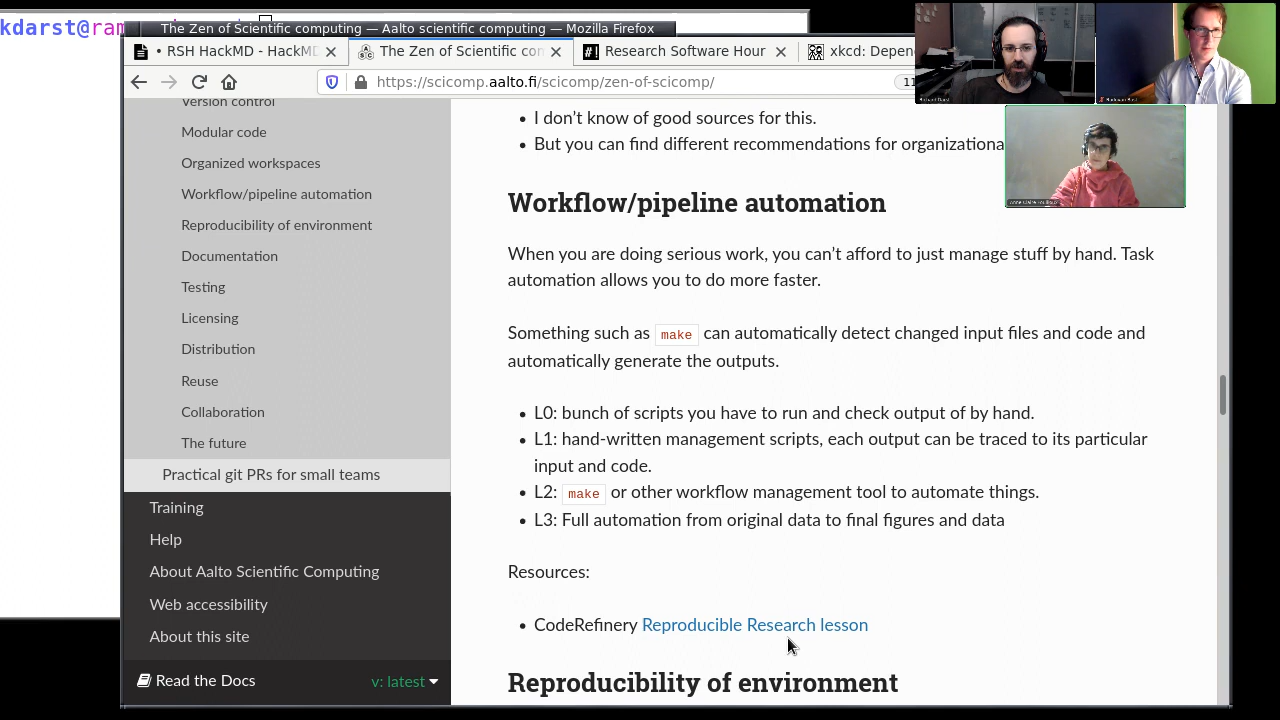 kdarst@ram
The Zen of Scientific computing — Aalto scientific computing — Mozilla Firefox
• RSH HackMD - HackMD
The Zen of Scientific con
Research Software Hour
xkcd: Depen
https://scicomp.aalto.fi/scicomp/zen-of-scicomp/
11
Version control
Modular code
Organized workspaces
Workflow/pipeline automation
Reproducibility of environment
Documentation
Testing
Licensing
Distribution
Reuse
Collaboration
The future
Practical git PRs for small teams
Training
Help
About Aalto Scientific Computing
Web accessibility
About this site
Read the Docs
v: latest
• I don't know of good sources for this.
• But you can find different recommendations for organizationa
Workflow/pipeline automation
When you are doing serious work, you can't afford to just manage stuff by hand. Task
automation allows you to do more faster.
Something such as make can automatically detect changed input files and code and
automatically generate the outputs.
• L0: bunch of scripts you have to run and check output of by hand.
• L1: hand-written management scripts, each output can be traced to its particular
input and code.
• L2: make or other workflow management tool to automate things.
• L3: Full automation from original data to final figures and data
Resources:
• CodeRefinery Reproducible Research lesson
Reproducibility of environment
Richard Darst